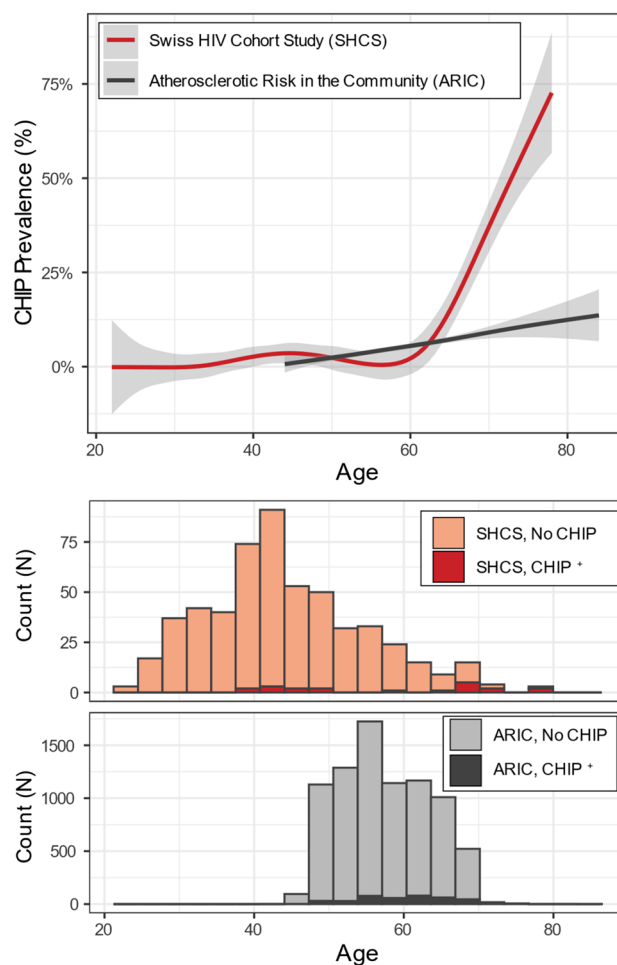 Swiss HIV Cohort Study (SHCS)
Atherosclerotic Risk in the Community (ARIC)
CHIP Prevalence (%)
75%
50%
25%
0%
20 40 60 80
Age
SHCS, No CHIP
SHCS, CHIP +
Count (N)
75
50
25
0
ARIC, No CHIP
ARIC, CHIP +
Count (N)
1500
1000
500
0
20 40 60 80
Age